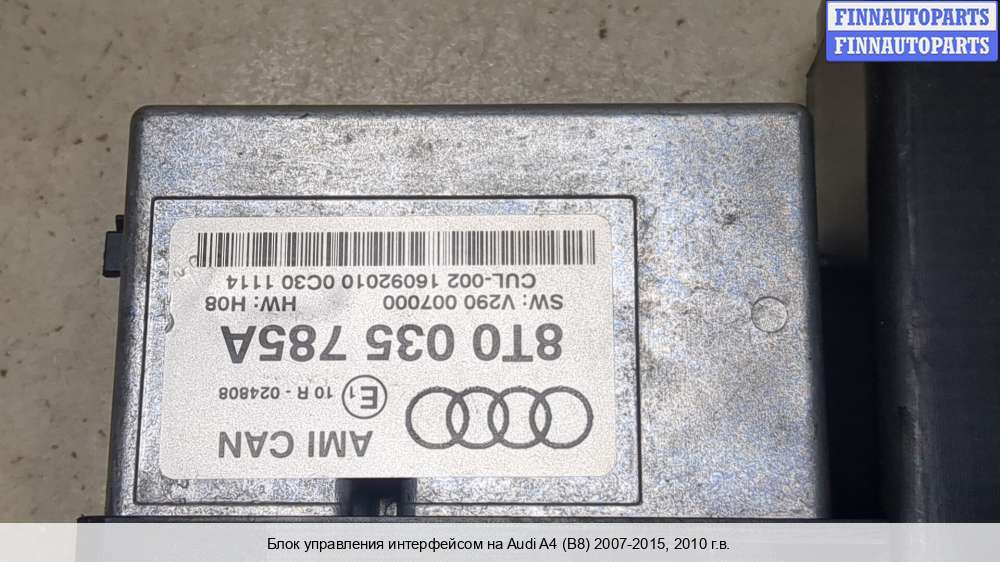 FINNAUTOPARTS
FINNAUTOPARTS
AMI CAN
E1 10 R - 024808
8T0 035 785A
SW: V290 007000 HW: H08
CUL-002 16092010 0C30 1114
Блок управления интерфейсом на Audi A4 (B8) 2007-2015, 2010 г.в.